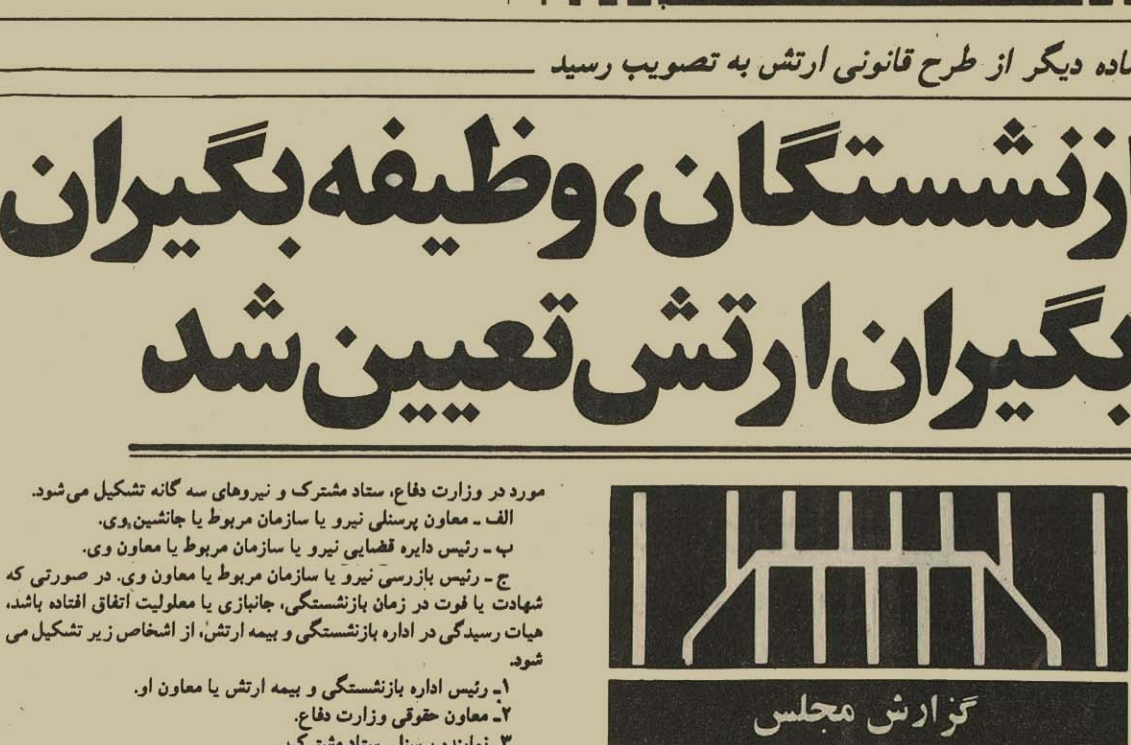 ماده دیگر از طرح قانونی ارتش به تصویب رسید
ازنشستگان، وظیفه‌بگیران
بگیران ارتش تعیین شد
مورد در وزارت دفاع، ستاد مشترک و نیروهای سه گانه تشکیل می‌شود.
الف ـ معاون پرسنلی نیرو یا سازمان مربوط یا جانشین وی.
ب ـ رئیس دایره قضایی نیرو یا سازمان مربوط یا معاون وی.
ج ـ رئیس بازرسی نیرو یا سازمان مربوط یا معاون وی. در صورتی که
شهادت یا فوت در زمان بازنشستگی، جانبازی یا معلولیت اتفاق افتاده باشد،
هیات رسیدگی در اداره بازنشستگی و بیمه ارتش، از اشخاص زیر تشکیل می
شود.
۱ـ رئیس اداره بازنشستگی و بیمه ارتش یا معاون او.
۲ـ معاون حقوقی وزارت دفاع.
۳ـ نماینده پرسنلی ستاد مشترک
گزارش مجلس